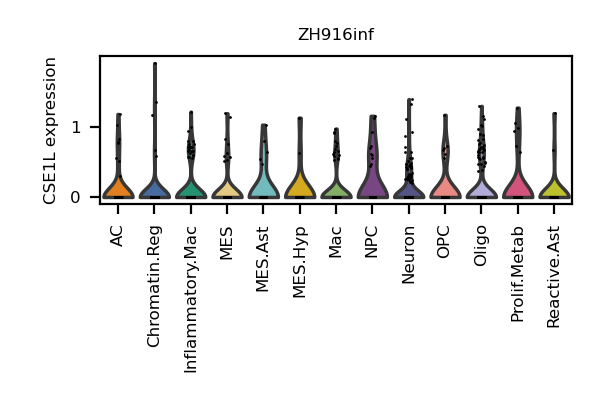 ZH916inf
CSE1L expression
1
0
AC
Chromatin.Reg
Inflammatory.Mac
MES
MES.Ast
MES.Hyp
Mac
NPC
Neuron
OPC
Oligo
Prolif.Metab
Reactive.Ast